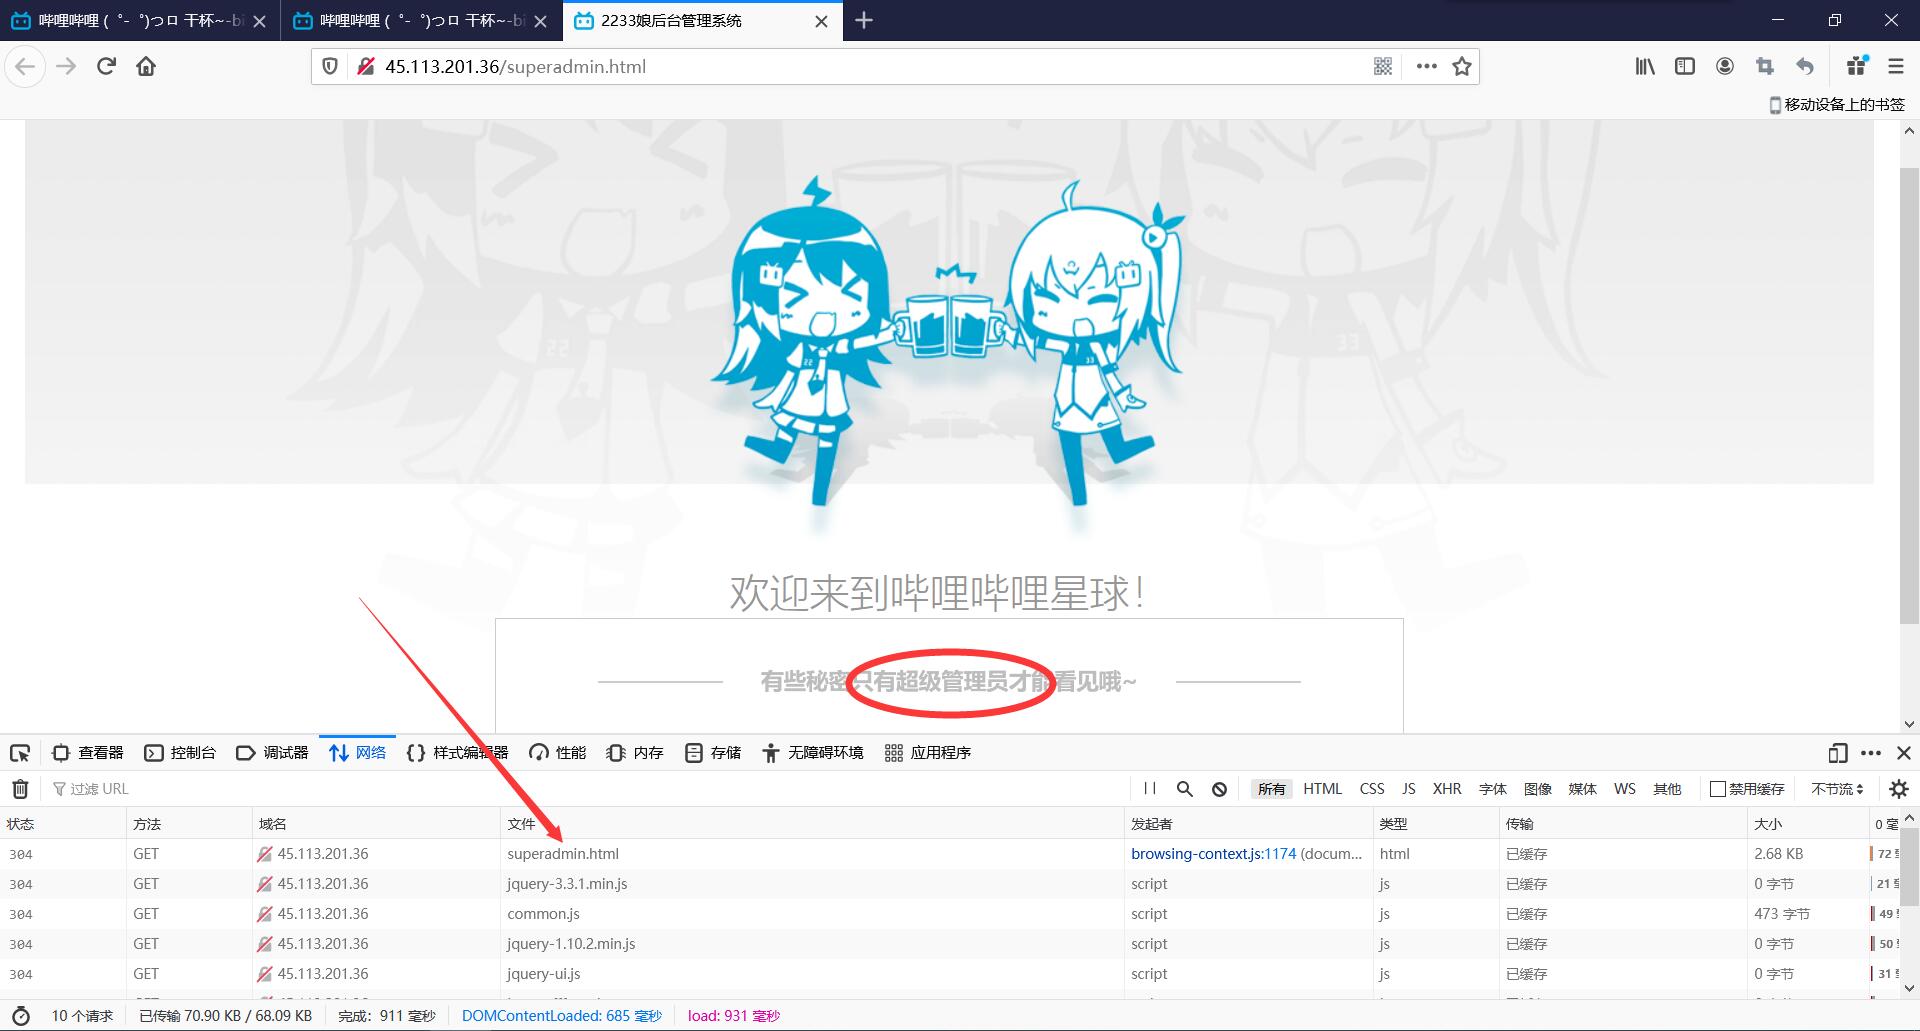 哔哩哔哩 (゜-゜)つロ 干杯~-bi
哔哩哔哩 (゜-゜)つロ 干杯~-bi
2233娘后台管理系统
45.113.201.36/superadmin.html
移动设备上的书签
22
33
22
33
欢迎来到哔哩哔哩星球！
有些秘密只有超级管理员才能看见哦~
查看器 控制台 调试器 网络 样式编辑器 性能 内存 存储 无障碍环境 应用程序
过滤 URL 所有 HTML CSS JS XHR 字体 图像 媒体 WS 其他 禁用缓存 不节流
状态 方法 域名 文件 发起者 类型 传输 大小 0 毫
304 GET 45.113.201.36 superadmin.html browsing-context.js:1174 (docum... html 已缓存 2.68 KB 72
304 GET 45.113.201.36 jquery-3.3.1.min.js script js 已缓存 0 字节 21
304 GET 45.113.201.36 common.js script js 已缓存 473 字节 49
304 GET 45.113.201.36 jquery-1.10.2.min.js script js 已缓存 0 字节 50
304 GET 45.113.201.36 jquery-ui.js script js 已缓存 0 字节 31
10 个请求 已传输 70.90 KB / 68.09 KB 完成：911 毫秒 DOMContentLoaded: 685 毫秒 load: 931 毫秒